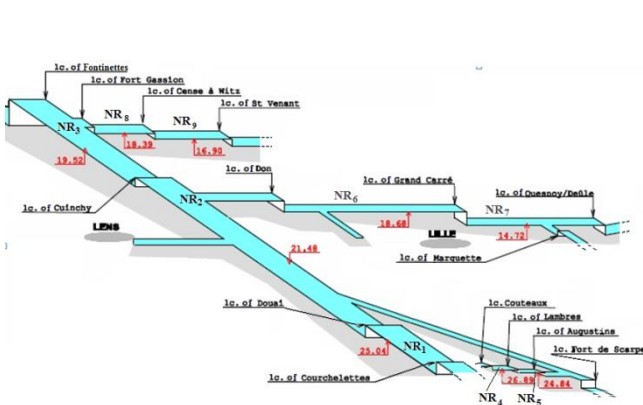 lc. of Fontinettes
lc. of Fort Gassion
lc. of Cense à Witz
lc. of St Venant
NR8
NR9
NR3
18.39
16.90
19.52
lc. of Don
lc. of Grand Carré
lc. of Quesnoy/Deûle
NR2
NR6
NR7
lc. of Cuinchy
LENS
18.68
LILLE
14.72
21.48
lc. of Marquette
lc. of Douai
lc. Couteaux
lc. of Lambres
lc. of Augustins
lc. Fort de Scarpe
NR1
25.04
lc. of Courchelettes
26.89
24.84
NR4
NR5